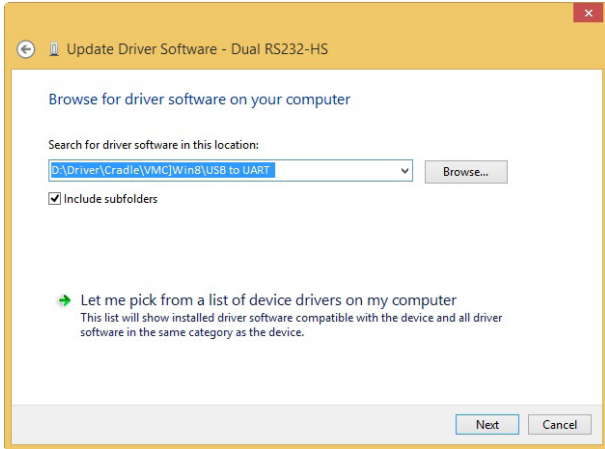 Update Driver Software - Dual RS232-HS
Browse for driver software on your computer
Search for driver software in this location:
D:\Driver\Cradle\VMC]Win8\USB to UART
Browse...
Include subfolders
Let me pick from a list of device drivers on my computer
This list will show installed driver software compatible with the device and all driver
software in the same category as the device.
Next
Cancel